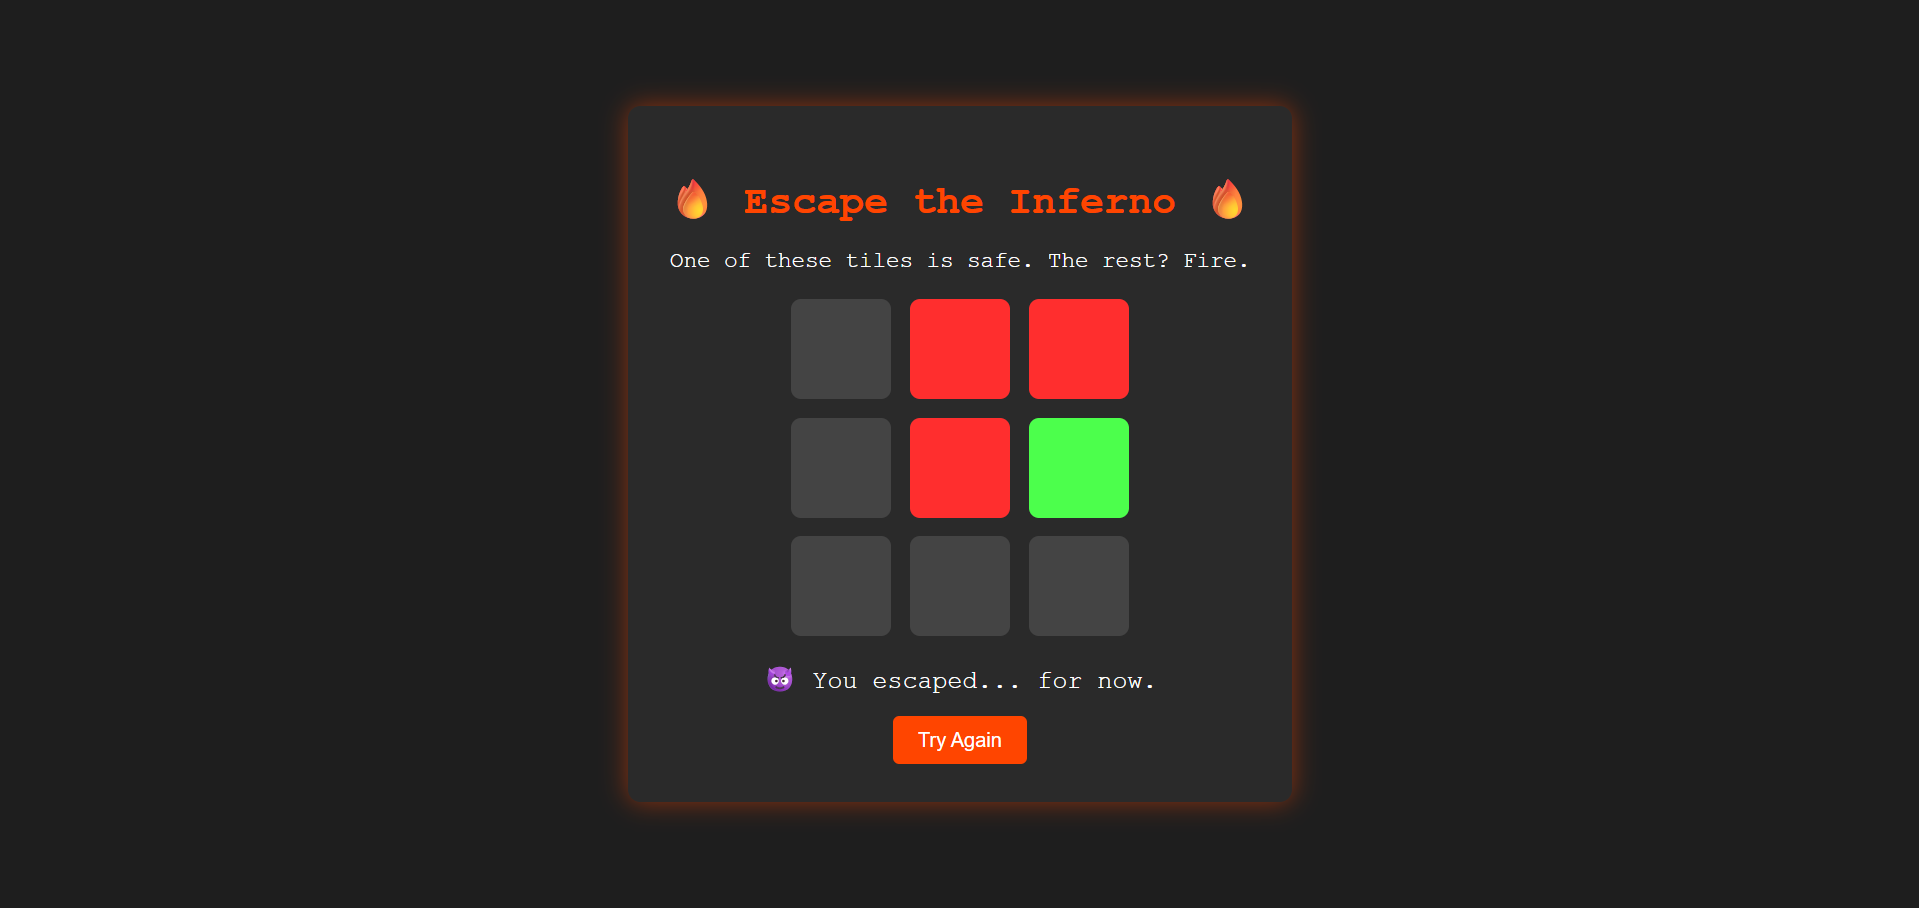 🔥 Escape the Inferno 🔥
One of these tiles is safe. The rest? Fire.
😈 You escaped... for now.
Try Again